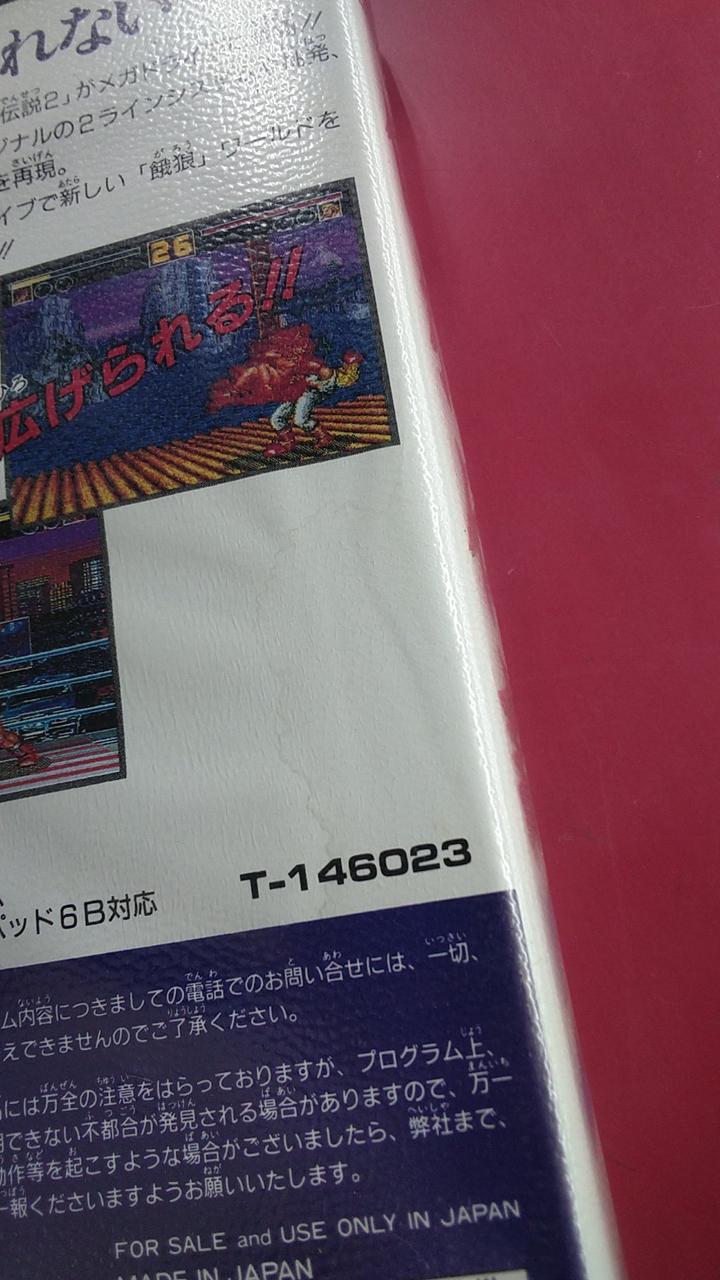 れない
伝説2」がメガドライ
ジナルの2ラインシス
を再現。
イブで新しい「餓狼」ワールドを
//
26
広げられる!!
T-146023
パッド6B対応
ム内容につきましての電話でのお問い合せには、一切、
えできませんのでご了承ください。
には万全の注意をはらっておりますが、プログラム上、
できない不都合が発見される場合がありますので、万一
動作等を起こすような場合がございましたら、弊社まで、
一報くださいますようお願いいたします。
FOR SALE and USE ONLY IN JAPAN
MADE IN JAPAN